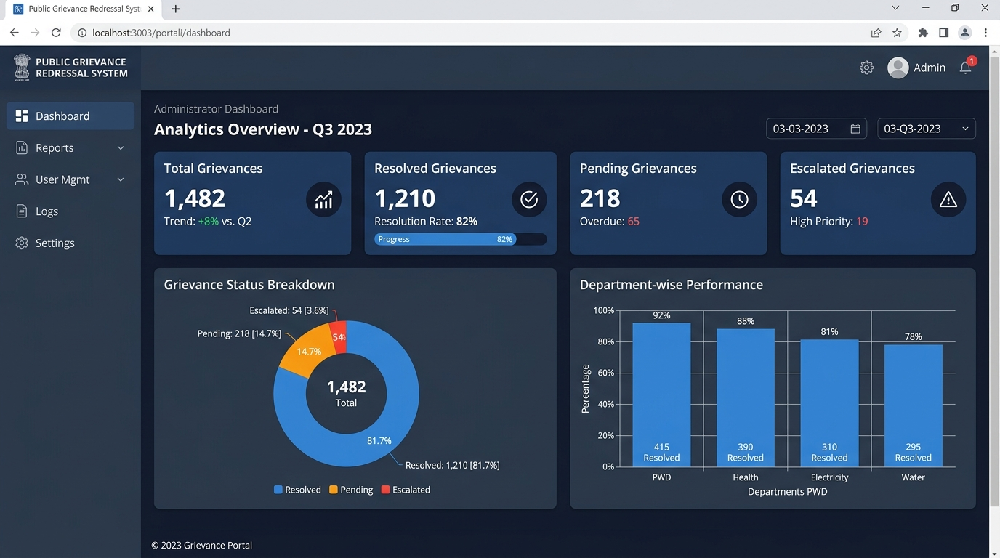 Public Grievance Redressal Syst
localhost:3003/portali/dashboard
PUBLIC GRIEVANCE
REDRESSAL SYSTEM
Admin
1
Dashboard
Reports
User Mgmt
Logs
Settings
Administrator Dashboard
Analytics Overview - Q3 2023
03-03-2023
03-Q3-2023
Total Grievances
1,482
Trend: +8% vs. Q2
Resolved Grievances
1,210
Resolution Rate: 82%
Progress 82%
Pending Grievances
218
Overdue: 65
Escalated Grievances
54
High Priority: 19
Grievance Status Breakdown
Escalated: 54 [3.6%]
Pending: 218 [14.7%]
54
14.7%
1,482
Total
81.7%
Resolved: 1,210 [81.7%]
Resolved Pending Escalated
Department-wise Performance
Percentage
100%
80%
60%
40%
20%
0%
92%
88%
81%
78%
415
Resolved
390
Resolved
310
Resolved
295
Resolved
PWD Health Electricity Water
Departments PWD
© 2023 Grievance Portal